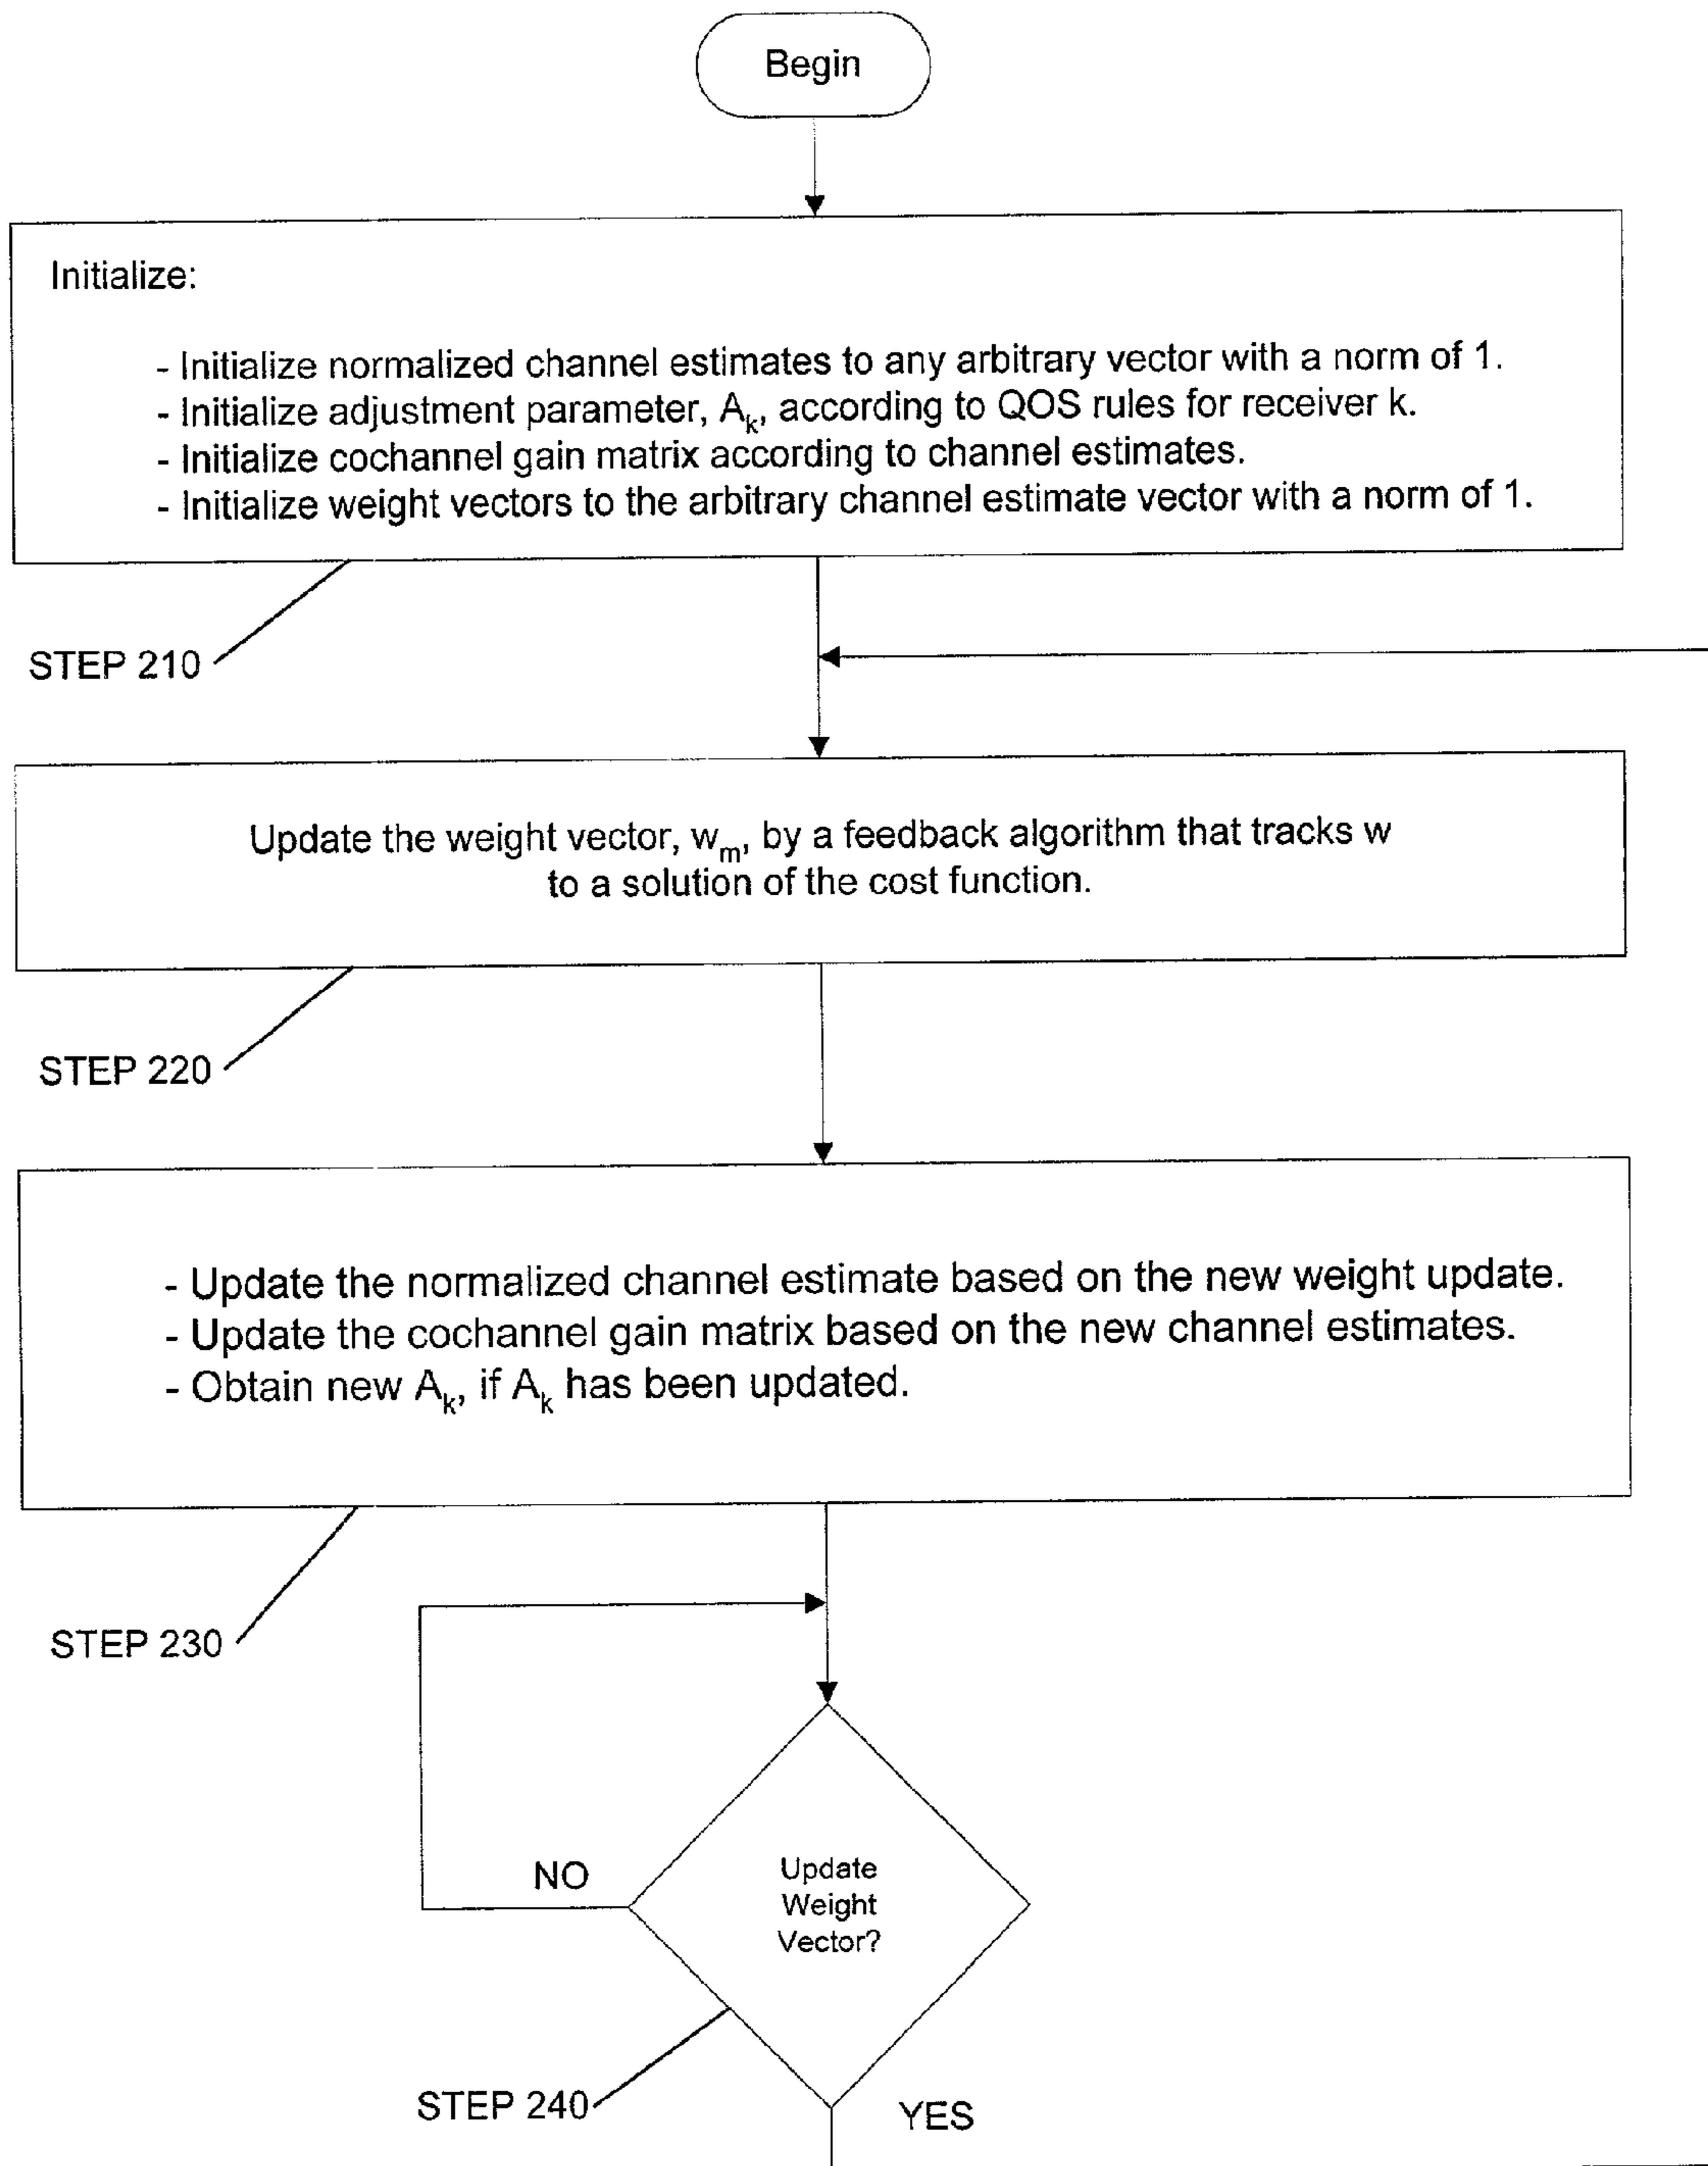 Begin
Initialize:
- Initialize normalized channel estimates to any arbitrary vector with a norm of 1.
- Initialize adjustment parameter, Aₖ, according to QOS rules for receiver k.
- Initialize cochannel gain matrix according to channel estimates.
- Initialize weight vectors to the arbitrary channel estimate vector with a norm of 1.
STEP 210
Update the weight vector, wₘ, by a feedback algorithm that tracks w
to a solution of the cost function.
STEP 220
- Update the normalized channel estimate based on the new weight update.
- Update the cochannel gain matrix based on the new channel estimates.
- Obtain new Aₖ, if Aₖ has been updated.
STEP 230
NO
Update
Weight
Vector?
STEP 240
YES